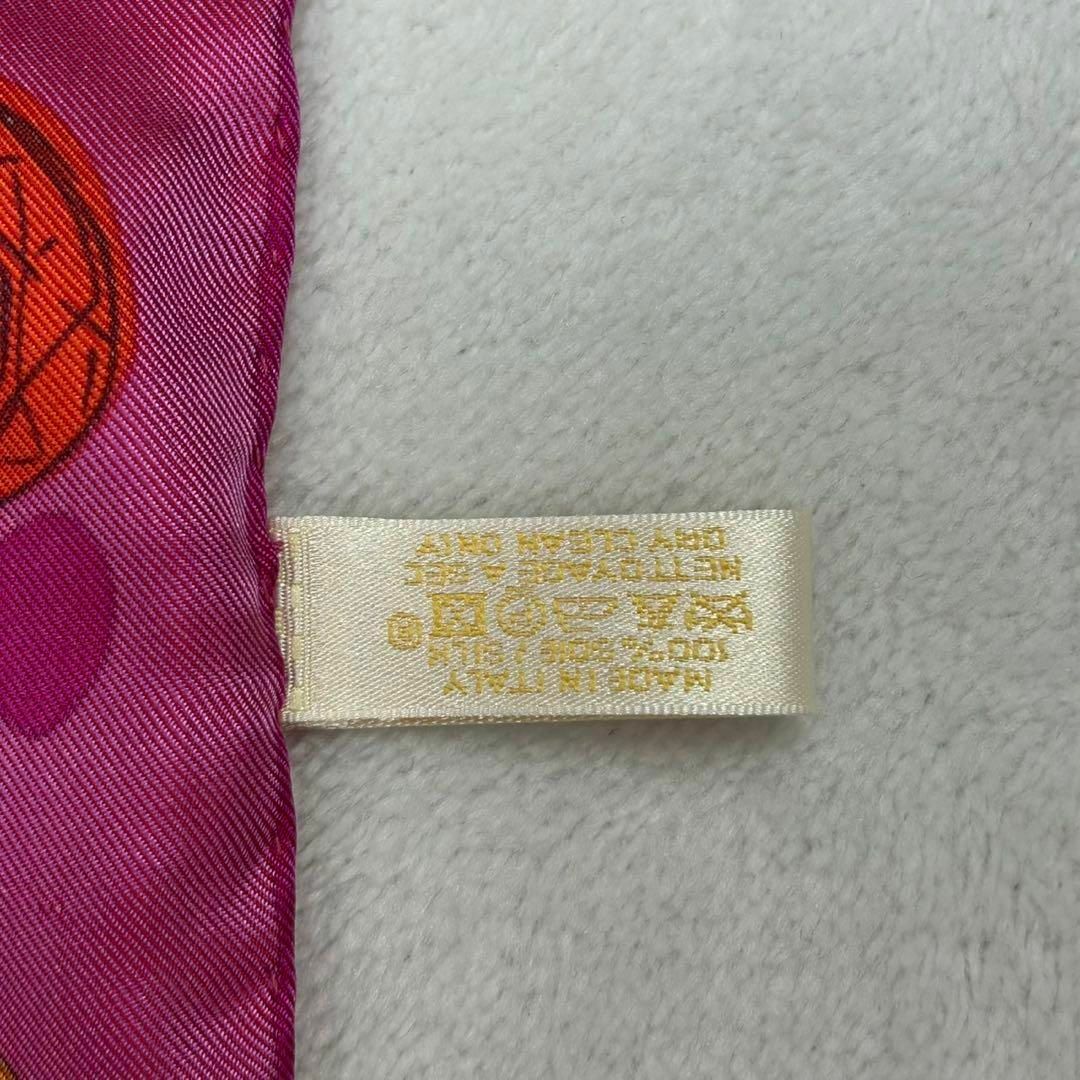 MADE IN ITALY
100% SOIE / SILK
NETTOYAGE A SEC
DRY CLEAN ONLY